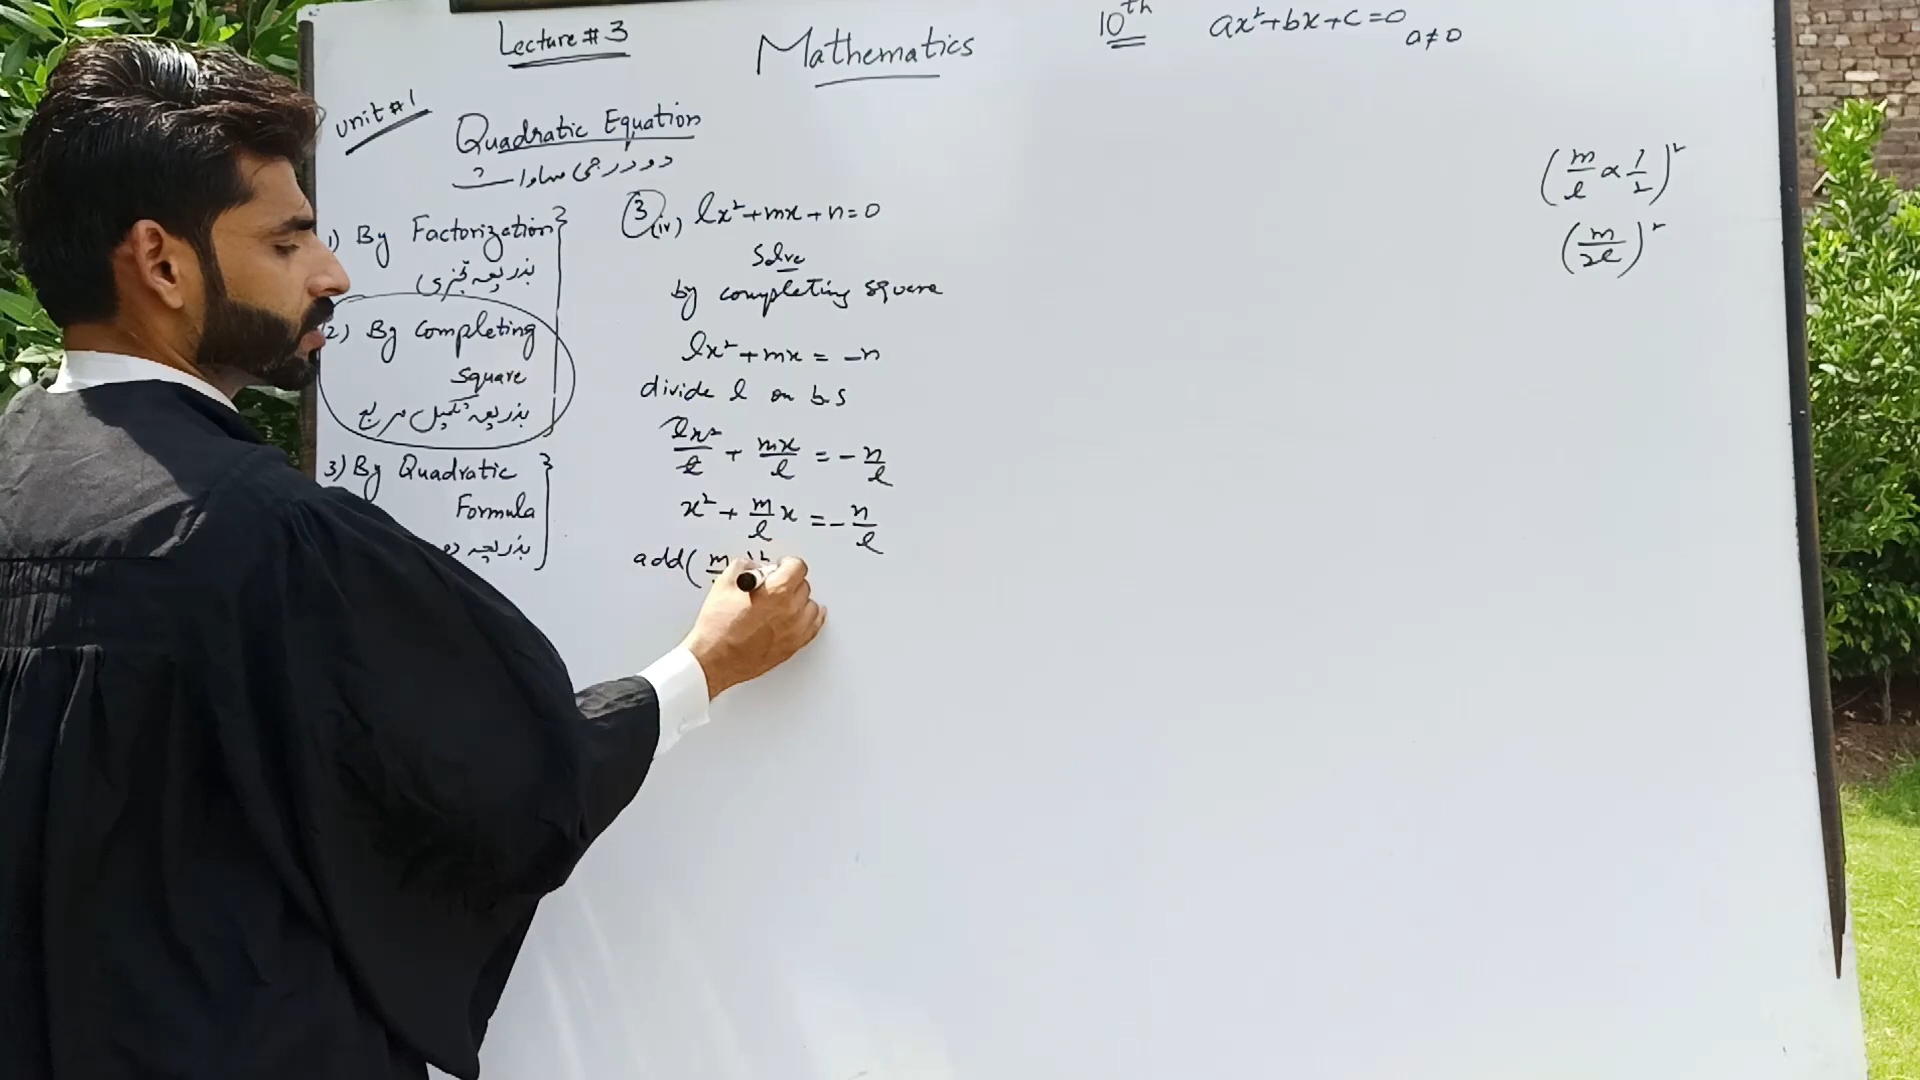 Lecture # 3
Mathematics
10th
ax²+bx+c=0
a≠0
Unit # 1
Quadratic Equation
دو درجی مساوات
1) By Factorization
بذریعہ تجزی
2) By Completing
Square
بذریعہ تکمیل مربع
3) By Quadratic
Formula
بذریعہ دو
3 (iv) lx²+mx+n=0
Solve
by completing square
lx²+mx = -n
divide l on b.s
lx²/l + mx/l = -n/l
x² + m/l x = -n/l
add (m
(m/l × 1/2)²
(m/2l)²